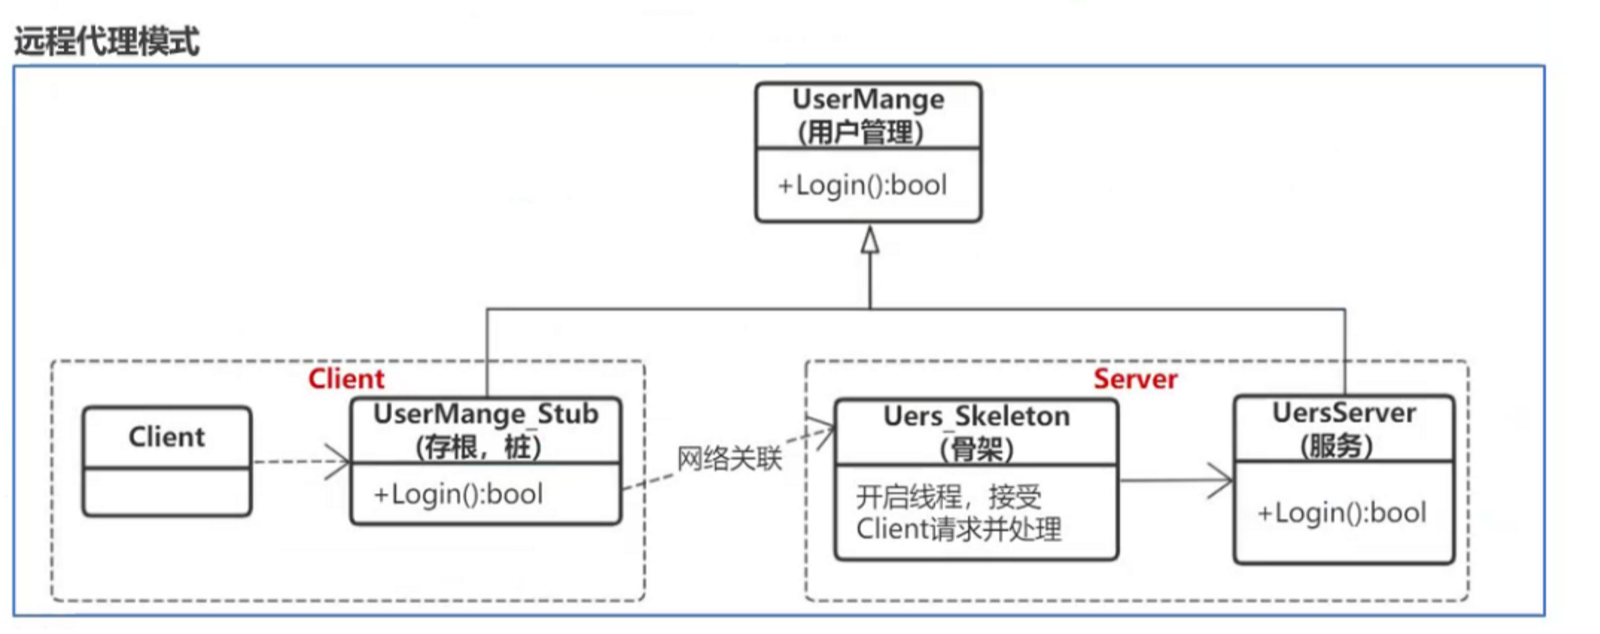 远程代理模式
UserMange
(用户管理)
+Login():bool
Client
Client
UserMange_Stub
(存根，桩)
+Login():bool
网络关联
Server
Uers_Skeleton
(骨架)
开启线程，接受
Client请求并处理
UersServer
(服务)
+Login():bool